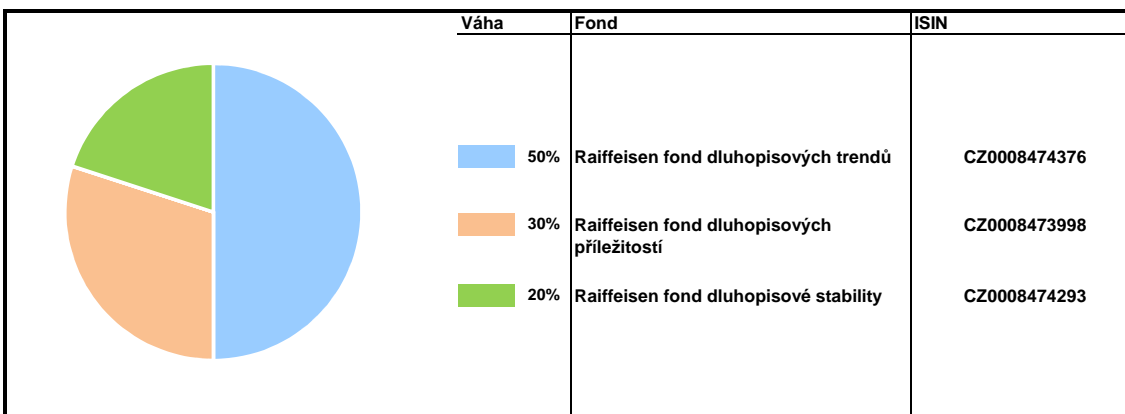 Váha Fond ISIN
50% Raiffeisen fond dluhopisových trendů CZ0008474376
30% Raiffeisen fond dluhopisových CZ0008473998
příležitostí
20% Raiffeisen fond dluhopisové stability CZ0008474293